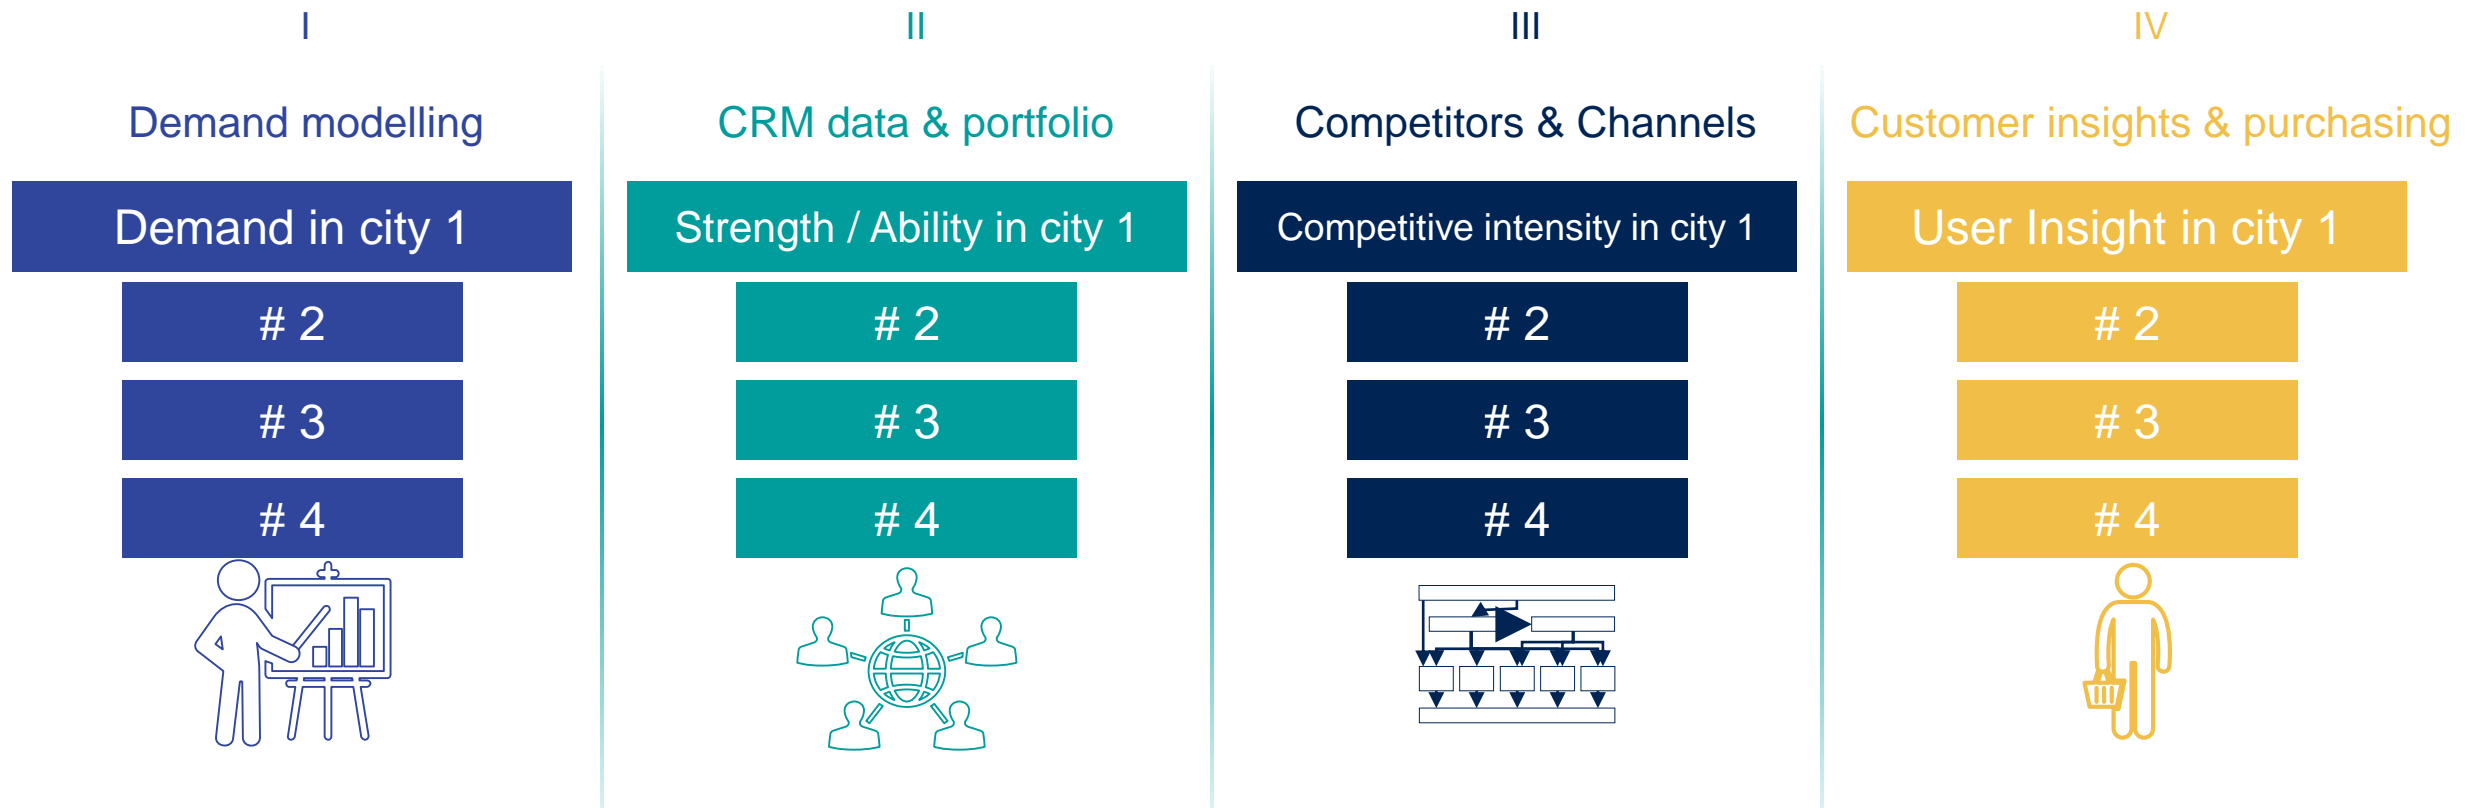 I
II
III
IV
Demand modelling
CRM data & portfolio
Competitors & Channels
Customer insights & purchasing
Demand in city 1
Strength / Ability in city 1
Competitive intensity in city 1
User Insight in city 1
# 2
# 2
# 2
# 2
# 3
# 3
# 3
# 3
# 4
# 4
# 4
# 4